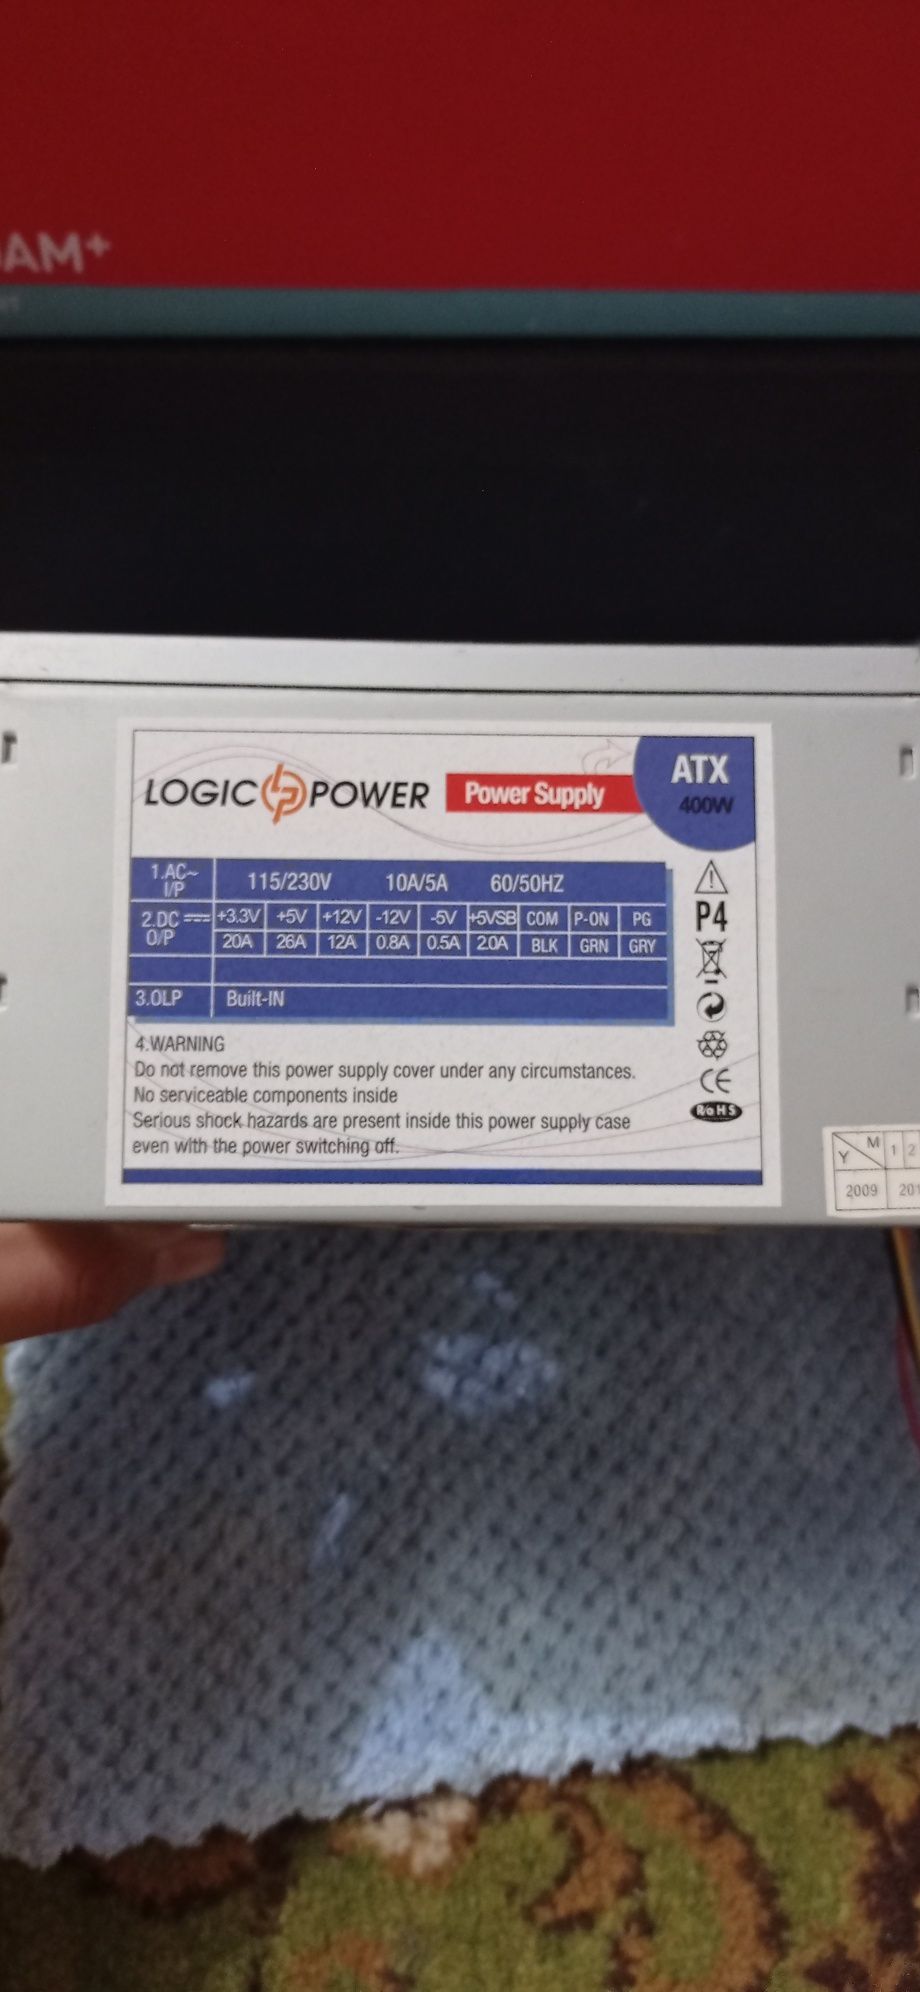 AM+
LOGIC POWER Power Supply ATX
400W
1.AC~ I/P 115/230V 10A/5A 60/50HZ
2.DC O/P +3.3V +5V +12V -12V -5V +5VSB COM P-ON PG
20A 26A 12A 0.8A 0.5A 2.0A BLK GRN GRY
3.OLP Built-IN
P4
4.WARNING
Do not remove this power supply cover under any circumstances.
No serviceable components inside
Serious shock hazards are present inside this power supply case
even with the power switching off.
CE
RoHS
Y M 1 2
2009 201